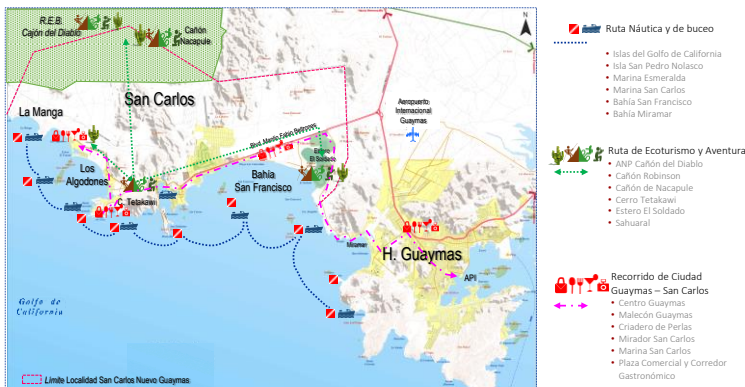 R.E.B.
Cajón del Diablo
Cañón
Nacapule
N
La Manga
San Carlos
Aeropuerto
Internacional
Guaymas
Blvd. Manlio Fabio Beltrones
Estero
El Soldado
Los
Algodones
Bahía
San Francisco
C. Tetakawi
Miramar
H. Guaymas
API
Golfo de
California
Límite Localidad San Carlos Nuevo Guaymas
Ruta Náutica y de buceo
• Islas del Golfo de California
• Isla San Pedro Nolasco
• Marina Esmeralda
• Marina San Carlos
• Bahía San Francisco
• Bahía Miramar
Ruta de Ecoturismo y Aventura
• ANP Cañón del Diablo
• Cañón Robinson
• Cañón de Nacapule
• Cerro Tetakawi
• Estero El Soldado
• Sahuaral
Recorrido de Ciudad
Guaymas – San Carlos
• Centro Guaymas
• Malecón Guaymas
• Criadero de Perlas
• Mirador San Carlos
• Marina San Carlos
• Plaza Comercial y Corredor
Gastronómico